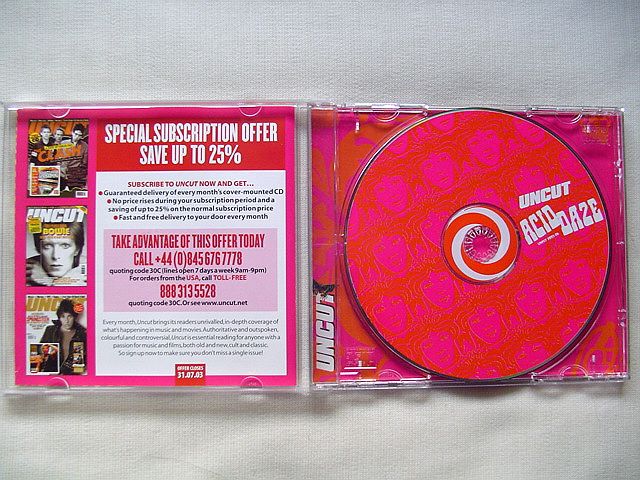 SPECIAL SUBSCRIPTION OFFER
SAVE UP TO 25%
SUBSCRIBE TO UNCUT NOW AND GET...
● Guaranteed delivery of every month's cover-mounted CD
● No price rises during your subscription period and a
saving of up to 25% on the normal subscription price
● Fast and free delivery to your door every month
TAKE ADVANTAGE OF THIS OFFER TODAY
CALL +44 (0)845 676 7778
quoting code 30C (lines open 7 days a week 9am-9pm)
For orders from the USA, call TOLL-FREE
888 313 5528
quoting code 30C. Or see www.uncut.net
Every month, Uncut brings its readers unrivalled, in-depth coverage of
what's happening in music and movies. Authoritative and outspoken,
colourful and controversial, Uncut is essential reading for anyone with a
passion for music and films, both old and new, cult and classic.
So sign up now to make sure you don't miss a single issue!
OFFER CLOSES
31.07.03
UNCUT
CLASH
UNCUT
BOWIE
UNCUT
UNCUT
UNCUT
ACID DAZE